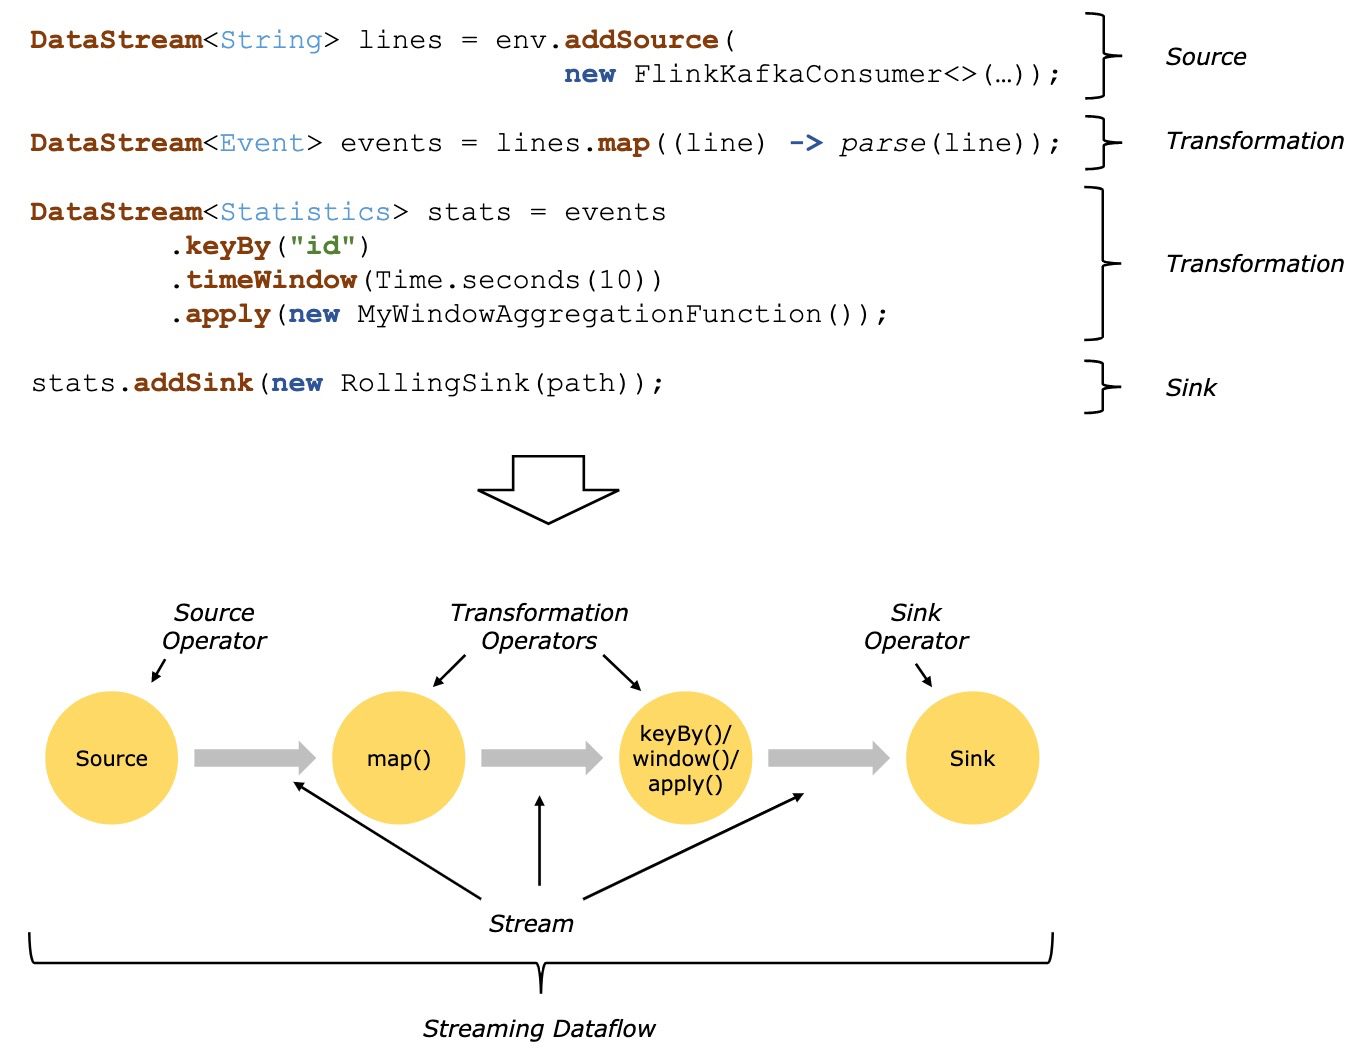 DataStream<String> lines = env.addSource(
new FlinkKafkaConsumer<>(…));
Source
DataStream<Event> events = lines.map((line) -> parse(line));
Transformation
DataStream<Statistics> stats = events
.keyBy("id")
.timeWindow(Time.seconds(10))
.apply(new MyWindowAggregationFunction());
Transformation
stats.addSink(new RollingSink(path));
Sink
Source
Operator
Transformation
Operators
Sink
Operator
Source
map()
keyBy()/
window()/
apply()
Sink
Stream
Streaming Dataflow